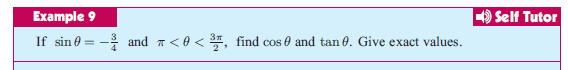 Example 9
Self Tutor
If sin θ = −3/4 and π < θ < 3π/2, find cos θ and tan θ. Give exact values.